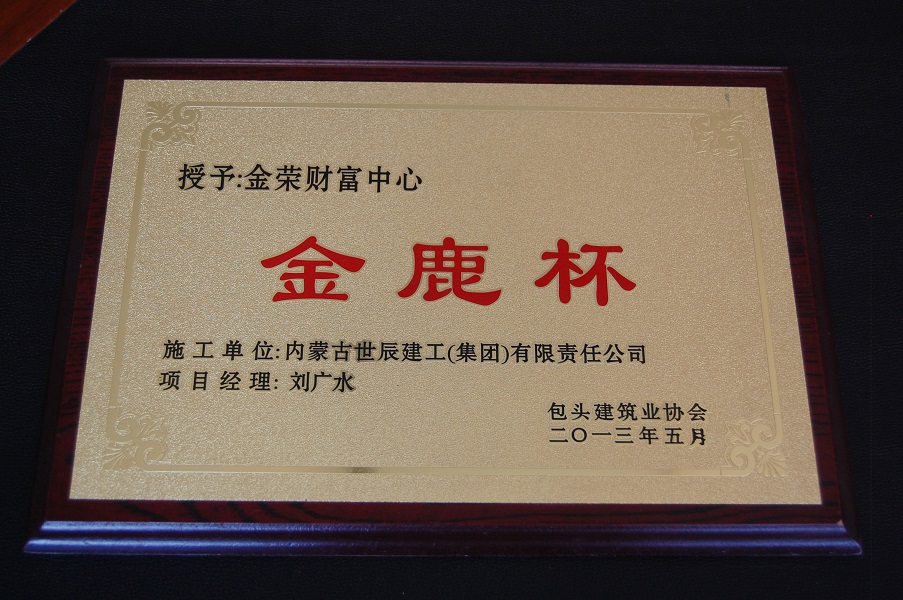 授予:金荣财富中心
金鹿杯
施工单位:内蒙古世辰建工(集团)有限责任公司
项目经理:刘广水
包头建筑业协会
二〇一三年五月